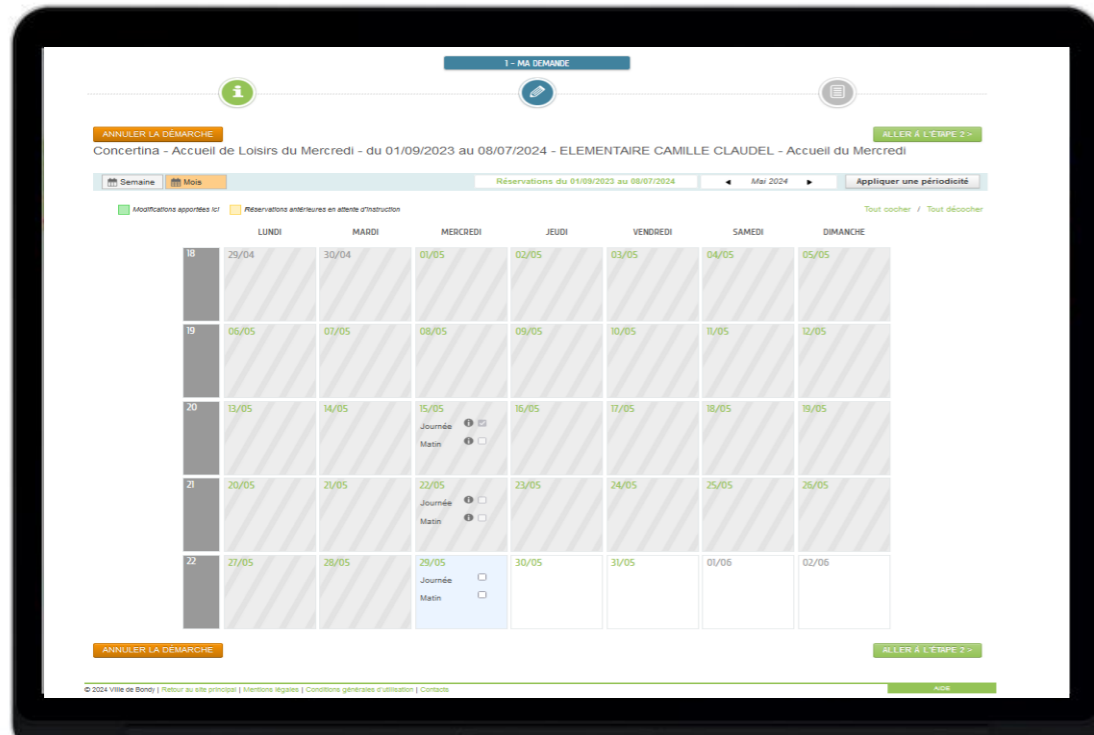 1 - MA DEMANDE
ANNULER LA DÉMARCHE
ALLER À L'ÉTAPE 2 >
Concertina - Accueil de Loisirs du Mercredi - du 01/09/2023 au 08/07/2024 - ELEMENTAIRE CAMILLE CLAUDEL - Accueil du Mercredi
Semaine Mois Réservations du 01/09/2023 au 08/07/2024 ◄ Mai 2024 ► Appliquer une périodicité
Modifications apportées ici Réservations antérieures en attente d'instruction Tout cocher / Tout décocher
LUNDI MARDI MERCREDI JEUDI VENDREDI SAMEDI DIMANCHE
18 29/04 30/04 01/05 02/05 03/05 04/05 05/05
19 06/05 07/05 08/05 09/05 10/05 11/05 12/05
20 13/05 14/05 15/05 16/05 17/05 18/05 19/05
Journée
Matin
21 20/05 21/05 22/05 23/05 24/05 25/05 26/05
Journée
Matin
22 27/05 28/05 29/05 30/05 31/05 01/06 02/06
Journée
Matin
ANNULER LA DÉMARCHE
ALLER À L'ÉTAPE 2 >
© 2024 Ville de Bondy | Retour au site principal | Mentions légales | Conditions générales d'utilisation | Contacts
AIDE